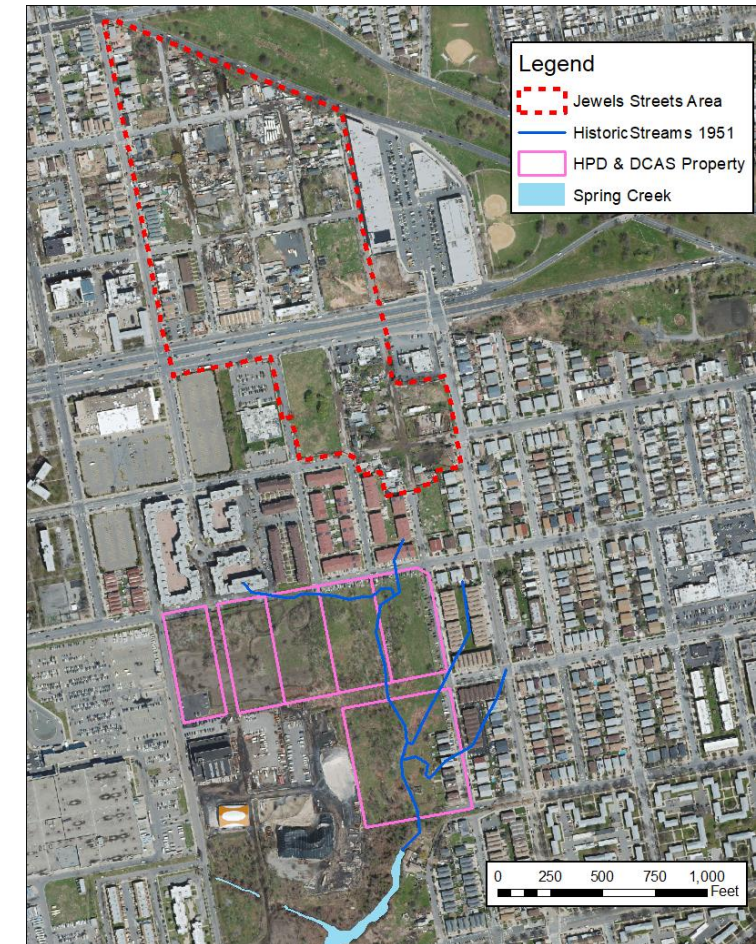 Legend
Jewels Streets Area
Historic Streams 1951
HPD & DCAS Property
Spring Creek
0 250 500 750 1,000
Feet